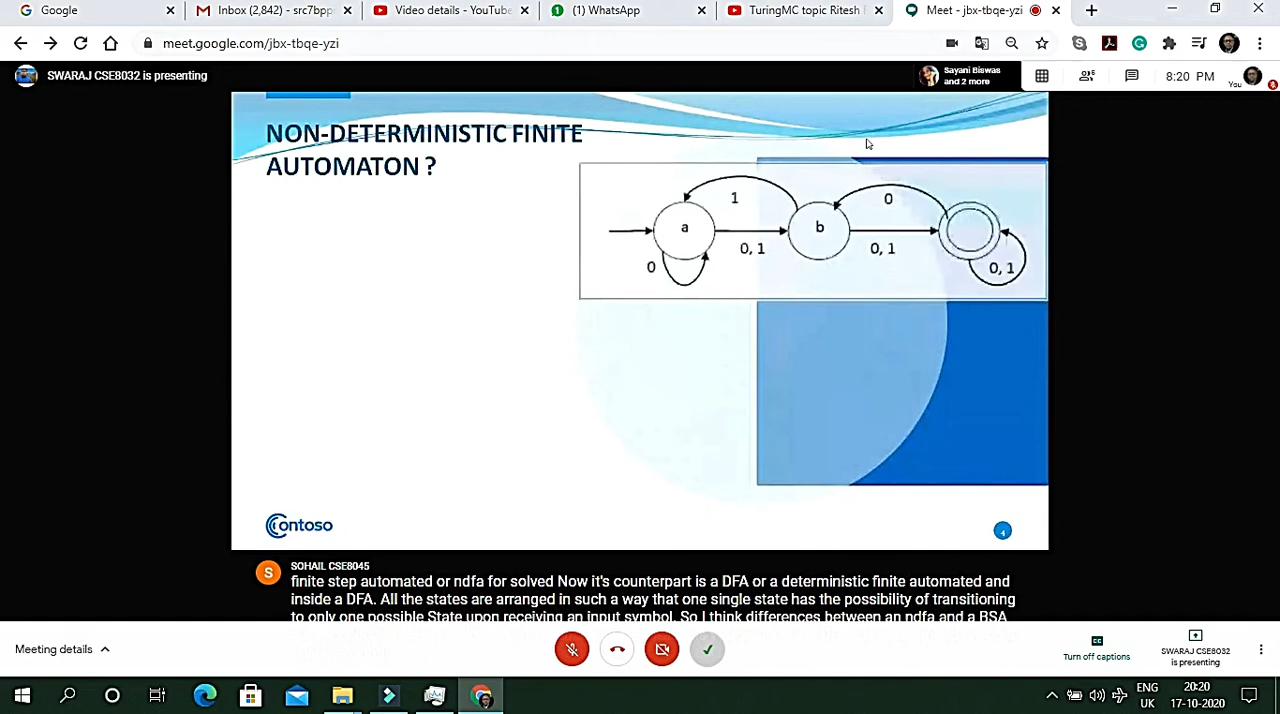 Google
Inbox (2,842) - src7bpp
Video details - YouTube
(1) WhatsApp
TuringMC topic Ritesh
Meet - jbx-tbqe-yzi
meet.google.com/jbx-tbqe-yzi
SWARAJ CSE8032 is presenting
Sayani Biswas
and 2 more
8:20 PM
You
NON-DETERMINISTIC FINITE
AUTOMATON ?
1
0
a
b
0, 1
0, 1
0
0, 1
Contoso
4
S
SOHAIL CSE8045
finite step automated or ndfa for solved Now it's counterpart is a DFA or a deterministic finite automated and
inside a DFA. All the states are arranged in such a way that one single state has the possibility of transitioning
to only one possible State upon receiving an input symbol. So I think differences between an ndfa and a BSA
Meeting details
CC
Turn off captions
SWARAJ CSE8032
is presenting
ENG
UK
20:20
17-10-2020